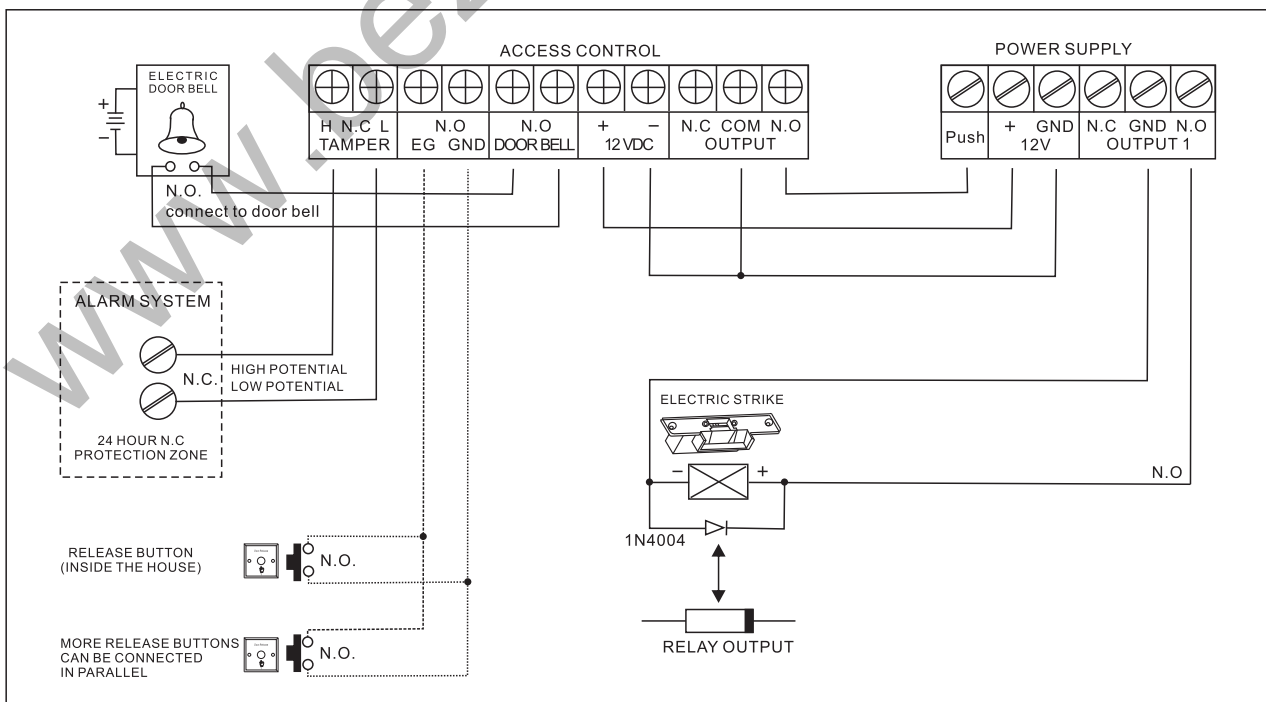 www.be
ACCESS CONTROL
POWER SUPPLY
ELECTRIC
DOOR BELL
+
−
H N.C L
TAMPER
N.O
EG GND
N.O
DOOR BELL
+ −
12 VDC
N.C COM N.O
OUTPUT
Push
+ GND
12V
N.C GND N.O
OUTPUT 1
N.O.
connect to door bell
ALARM SYSTEM
N.C.
HIGH POTENTIAL
LOW POTENTIAL
24 HOUR N.C
PROTECTION ZONE
ELECTRIC STRIKE
− +
N.O
1N4004
RELAY OUTPUT
RELEASE BUTTON
(INSIDE THE HOUSE)
N.O.
MORE RELEASE BUTTONS
CAN BE CONNECTED
IN PARALLEL
N.O.